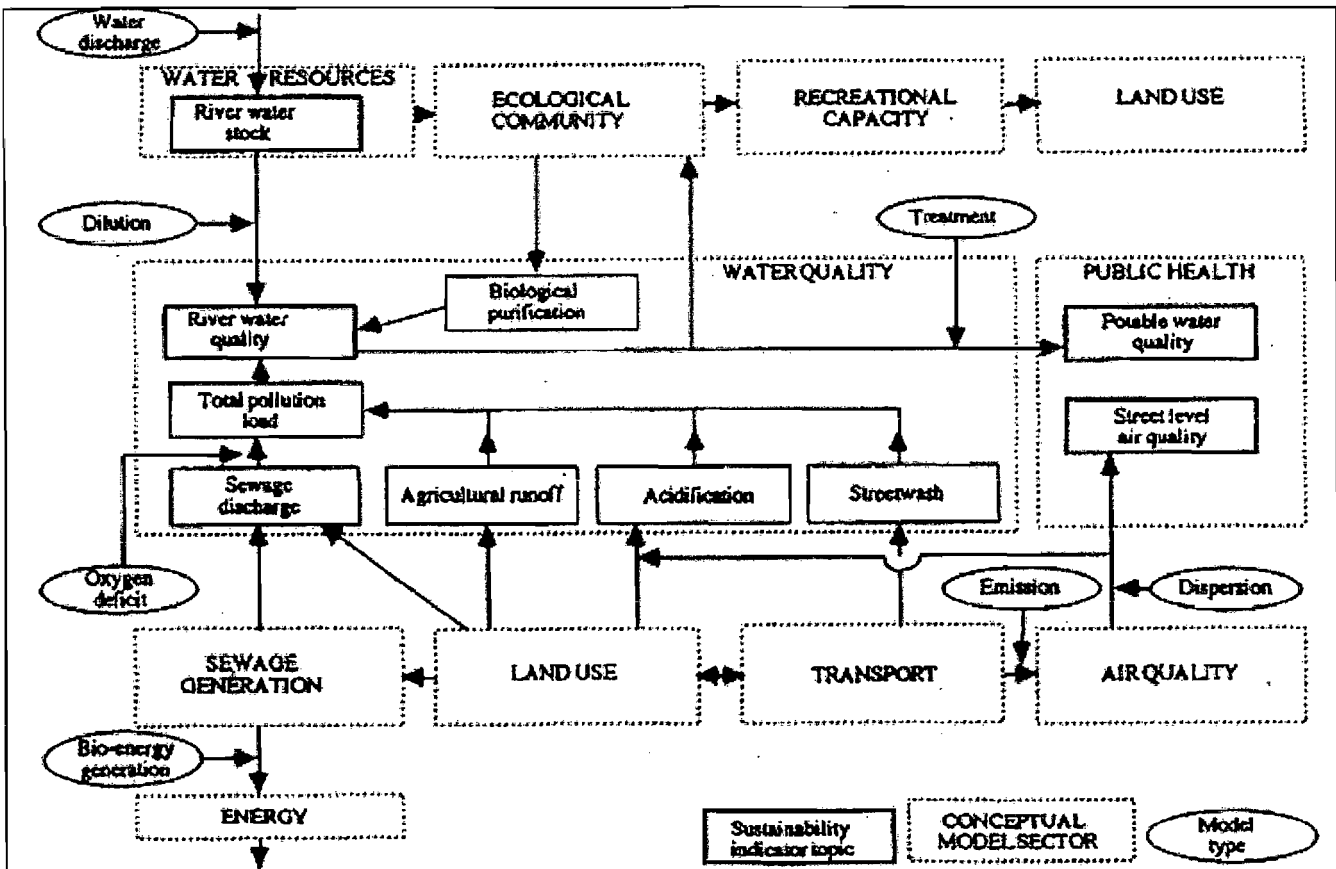 Water
discharge
WATER RESOURCES
River water
stock
ECOLOGICAL
COMMUNITY
RECREATIONAL
CAPACITY
LAND USE
Dilution
Treatment
WATER QUALITY
PUBLIC HEALTH
Biological
purification
River water
quality
Potable water
quality
Total pollution
load
Street level
air quality
Sewage
discharge
Agricultural runoff
Acidification
Streetwash
Oxygen
deficit
Emission
Dispersion
SEWAGE
GENERATION
LAND USE
TRANSPORT
AIR QUALITY
Bio-energy
generation
ENERGY
Sustainability
indicator topic
CONCEPTUAL
MODEL SECTOR
Model
type